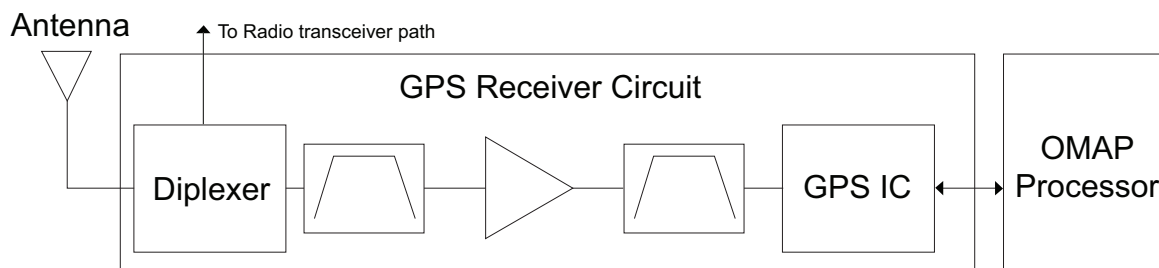 Antenna
To Radio transceiver path
GPS Receiver Circuit
Diplexer
GPS IC
OMAP
Processor